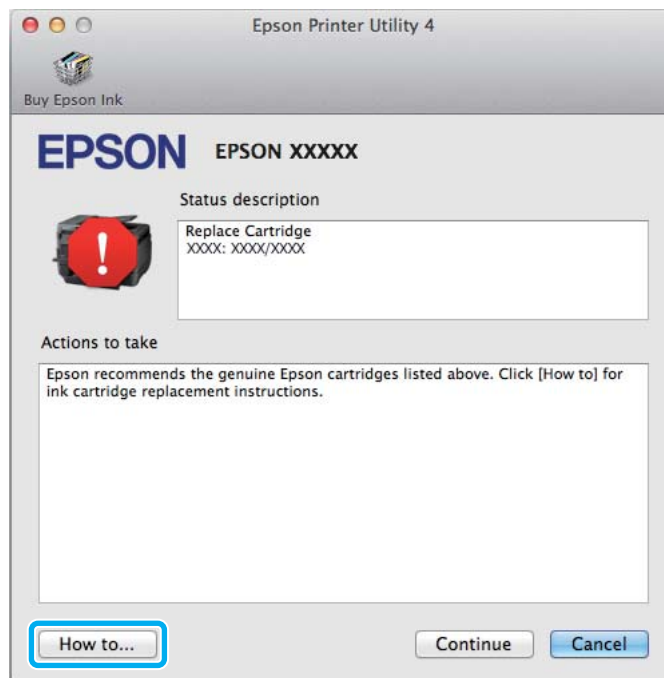 Epson Printer Utility 4
Buy Epson Ink
EPSON EPSON XXXXX
Status description
Replace Cartridge
XXXX: XXXX/XXXX
Actions to take
Epson recommends the genuine Epson cartridges listed above. Click [How to] for
ink cartridge replacement instructions.
How to... Continue Cancel